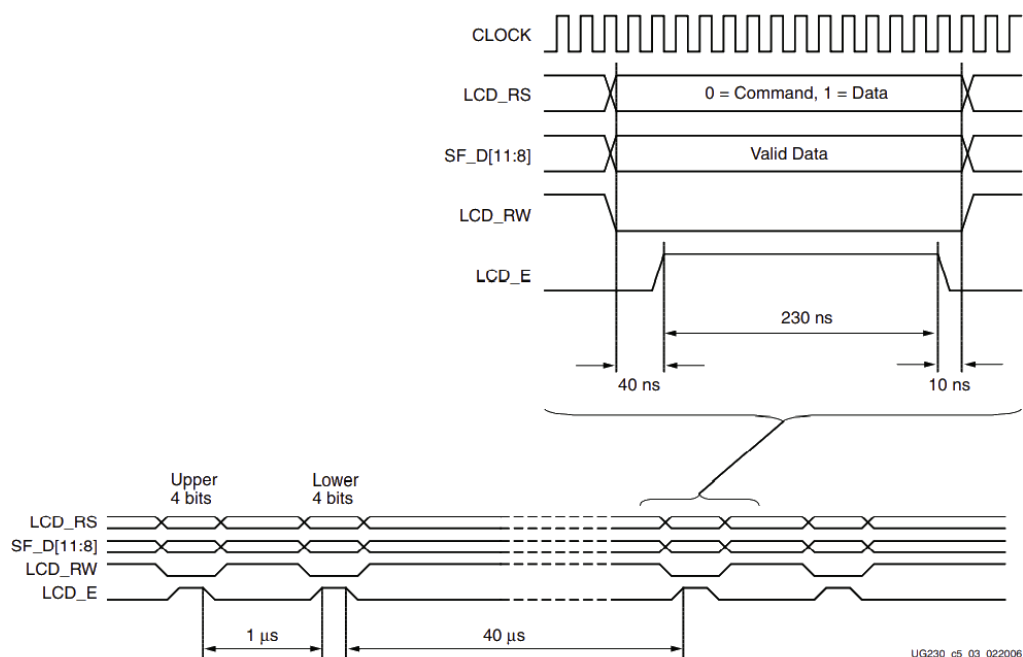 CLOCK
LCD_RS
0 = Command, 1 = Data
SF_D[11:8]
Valid Data
LCD_RW
LCD_E
230 ns
40 ns
10 ns
Upper
4 bits
Lower
4 bits
LCD_RS
SF_D[11:8]
LCD_RW
LCD_E
1 µs
40 µs
UG230_c5_03_022006